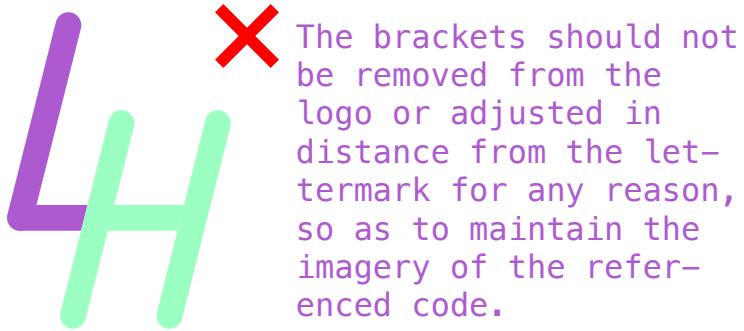 LH
The brackets should not
be removed from the
logo or adjusted in
distance from the let-
termark for any reason,
so as to maintain the
imagery of the refer-
enced code.